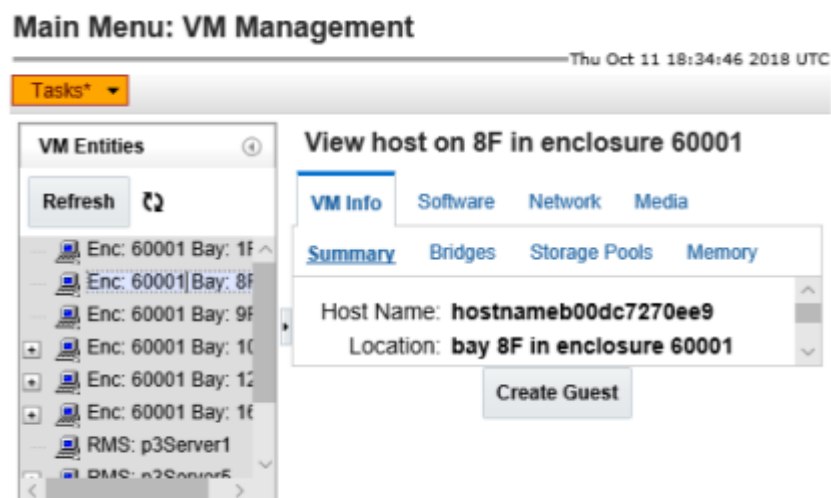 Main Menu: VM Management
Thu Oct 11 18:34:46 2018 UTC
Tasks*
VM Entities
Refresh
Enc: 60001 Bay: 1F
Enc: 60001 Bay: 8F
Enc: 60001 Bay: 9F
Enc: 60001 Bay: 10
Enc: 60001 Bay: 12
Enc: 60001 Bay: 16
RMS: p3Server1
RMS: p3Server5
View host on 8F in enclosure 60001
VM Info Software Network Media
Summary Bridges Storage Pools Memory
Host Name: hostnameb00dc7270ee9
Location: bay 8F in enclosure 60001
Create Guest